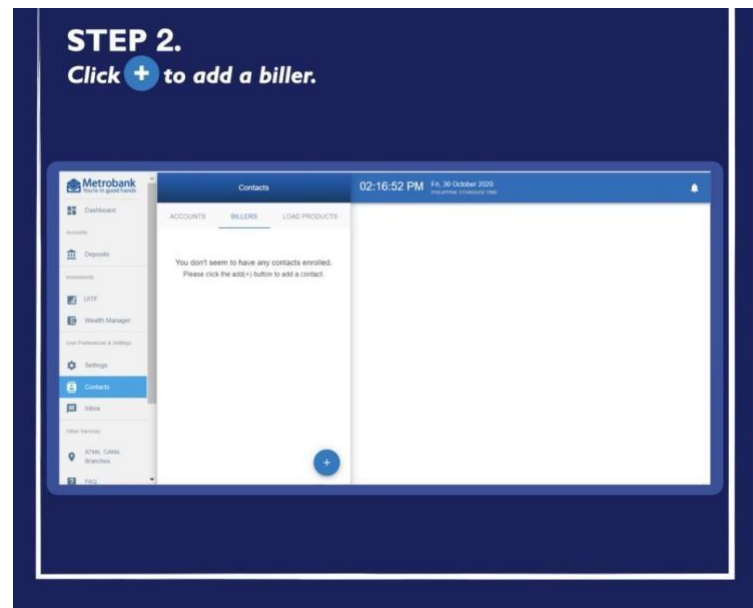 STEP 2.
Click + to add a biller.
Metrobank
You're in good hands
Dashboard
Accounts
Deposits
Investments
UITF
Wealth Manager
User Preferences & Settings
Settings
Contacts
Inbox
Other Services
ATMs, CAMs,
Branches
FAQ
Contacts
ACCOUNTS BILLERS LOAD PRODUCTS
You don't seem to have any contacts enrolled.
Please click the add(+) button to add a contact
+
02:16:52 PM Fri, 30 October 2020
PHILIPPINE STANDARD TIME